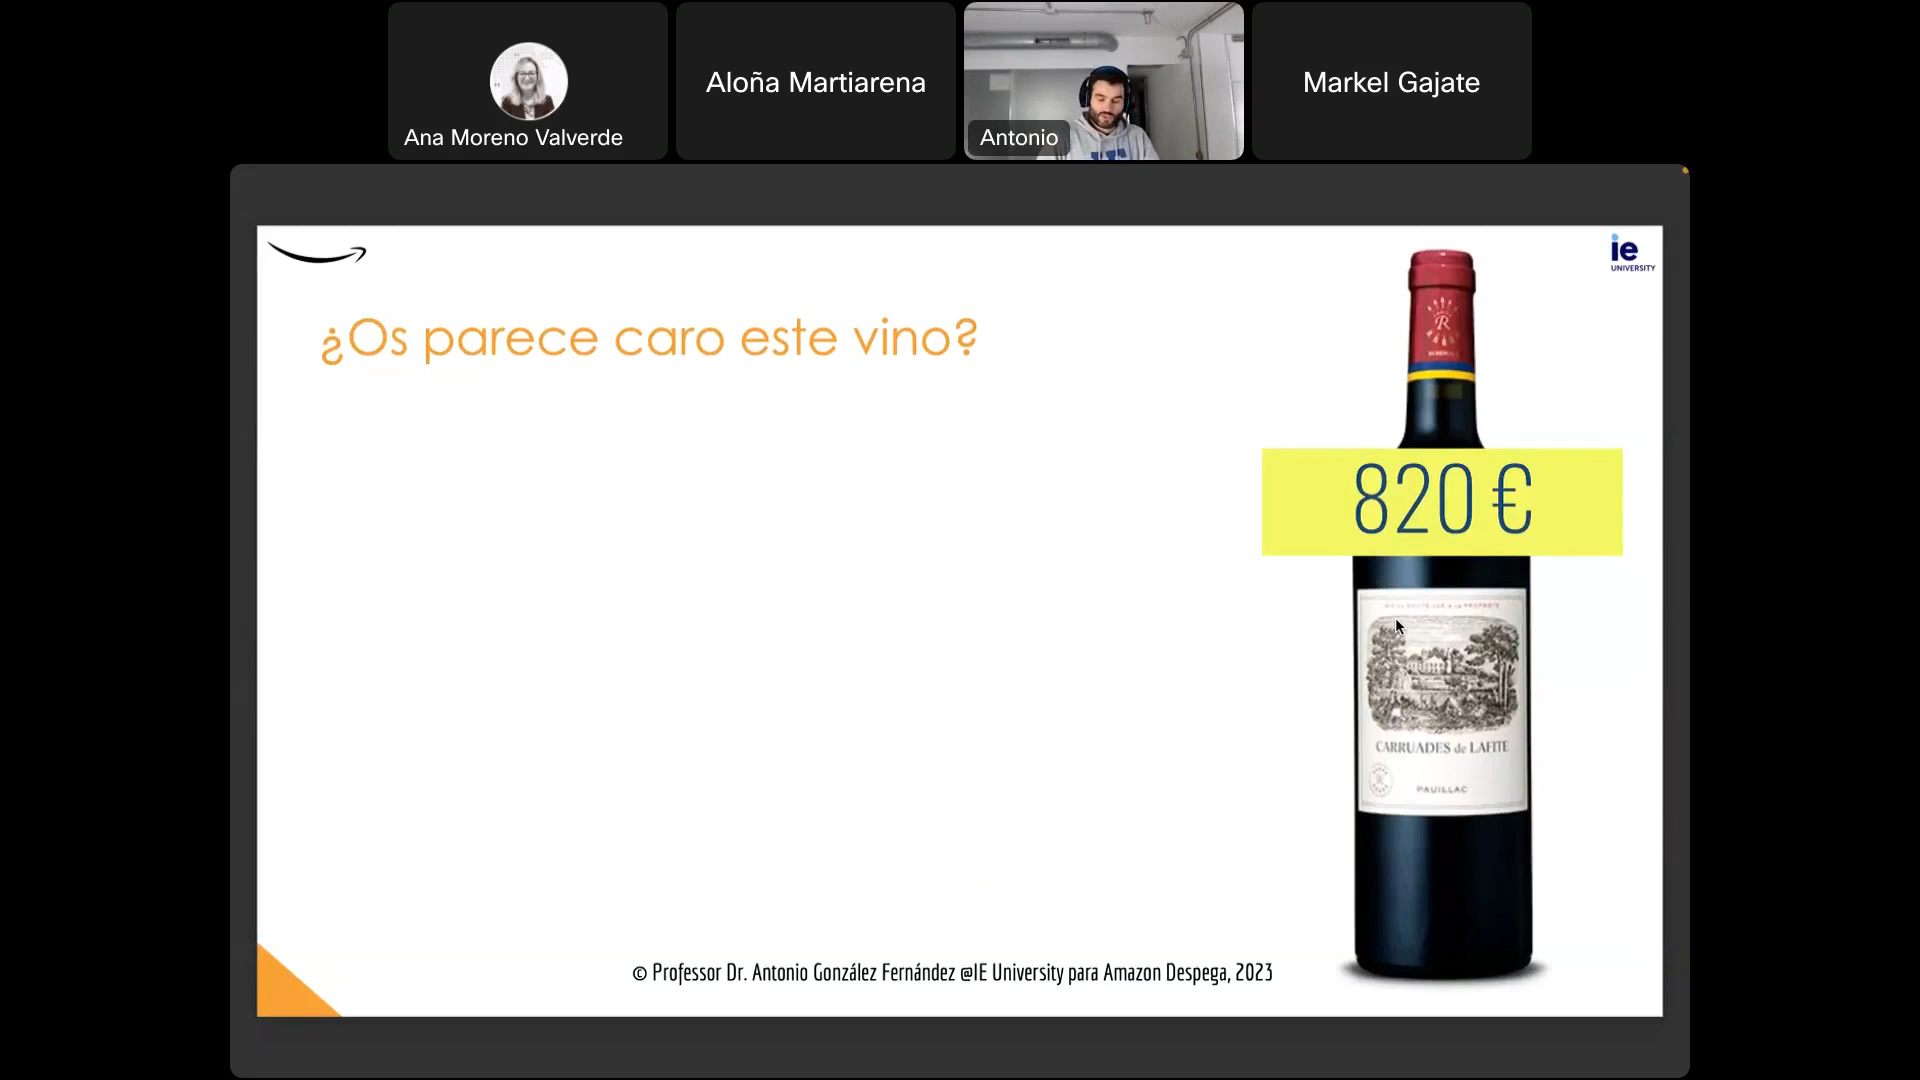 Ana Moreno Valverde
Aloña Martiarena
Antonio
Markel Gajate
ie
UNIVERSITY
¿Os parece caro este vino?
R
820 €
CARRUADES de LAFITE
PAUILLAC
© Professor Dr. Antonio González Fernández @IE University para Amazon Despega, 2023